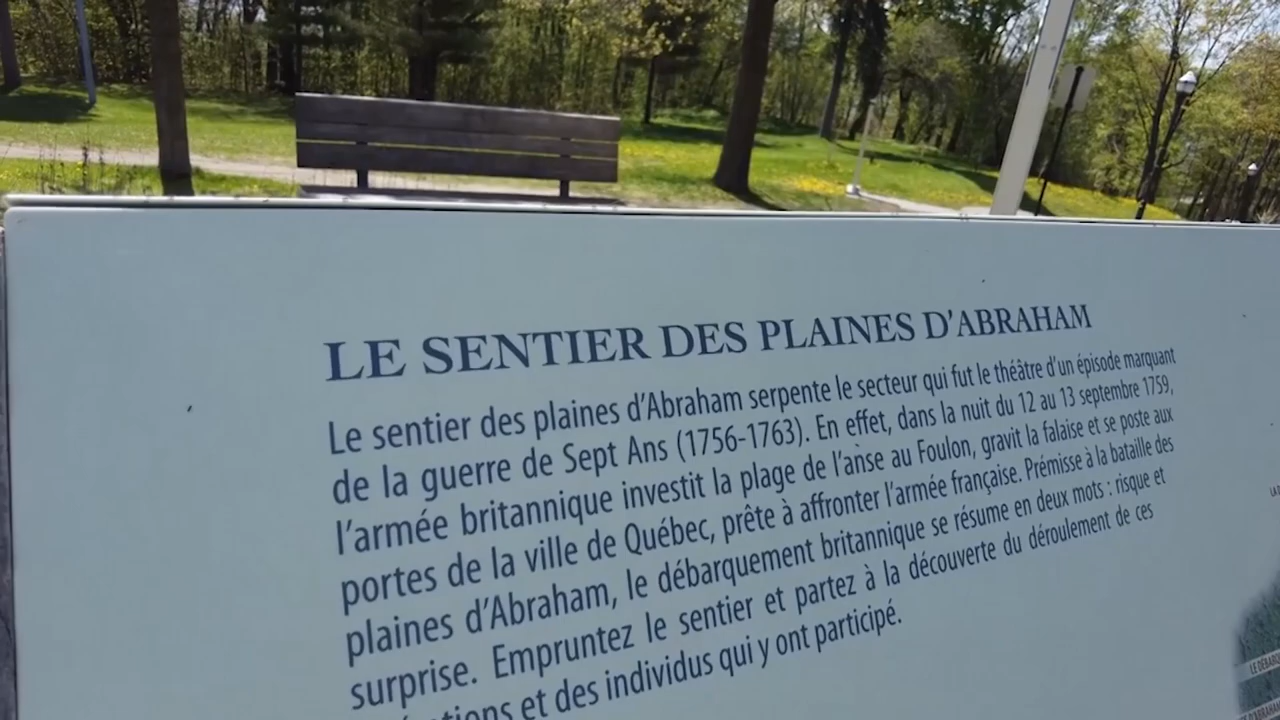 LE SENTIER DES PLAINES D'ABRAHAM
Le sentier des plaines d'Abraham serpente le secteur qui fut le théâtre d'un épisode marquant
de la guerre de Sept Ans (1756-1763). En effet, dans la nuit du 12 au 13 septembre 1759,
l'armée britannique investit la plage de l'anse au Foulon, gravit la falaise et se poste aux
portes de la ville de Québec, prête à affronter l'armée française. Prémisse à la bataille des
plaines d'Abraham, le débarquement britannique se résume en deux mots : risque et
surprise. Empruntez le sentier et partez à la découverte du déroulement de ces
et des individus qui y ont participé.